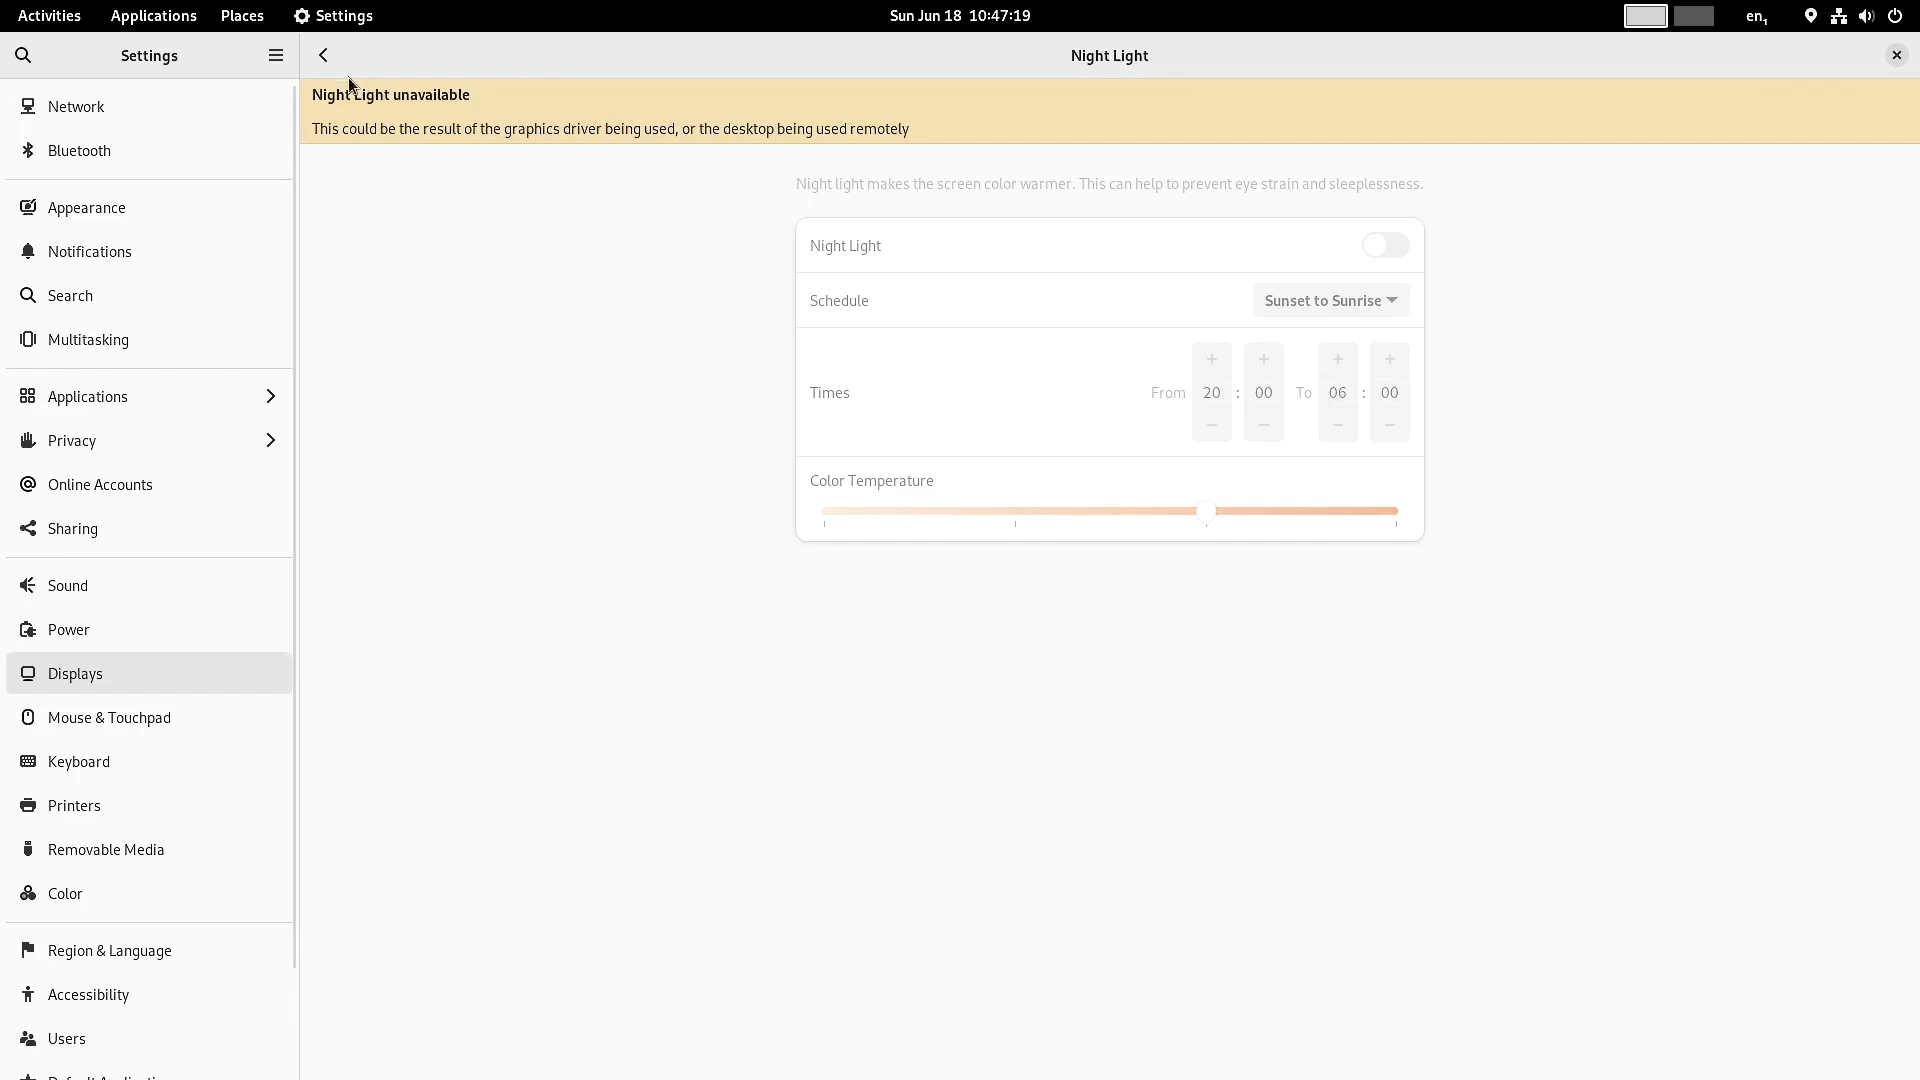 Activities
Applications
Places
Settings
Sun Jun 18 10:47:19
en1
Settings
Night Light
Network
Bluetooth
Appearance
Notifications
Search
Multitasking
Applications
Privacy
Online Accounts
Sharing
Sound
Power
Displays
Mouse & Touchpad
Keyboard
Printers
Removable Media
Color
Region & Language
Accessibility
Users
Night Light unavailable
This could be the result of the graphics driver being used, or the desktop being used remotely
Night light makes the screen color warmer. This can help to prevent eye strain and sleeplessness.
Night Light
Schedule
Sunset to Sunrise
+ + + +
Times From 20 : 00 To 06 : 00
− − − −
Color Temperature